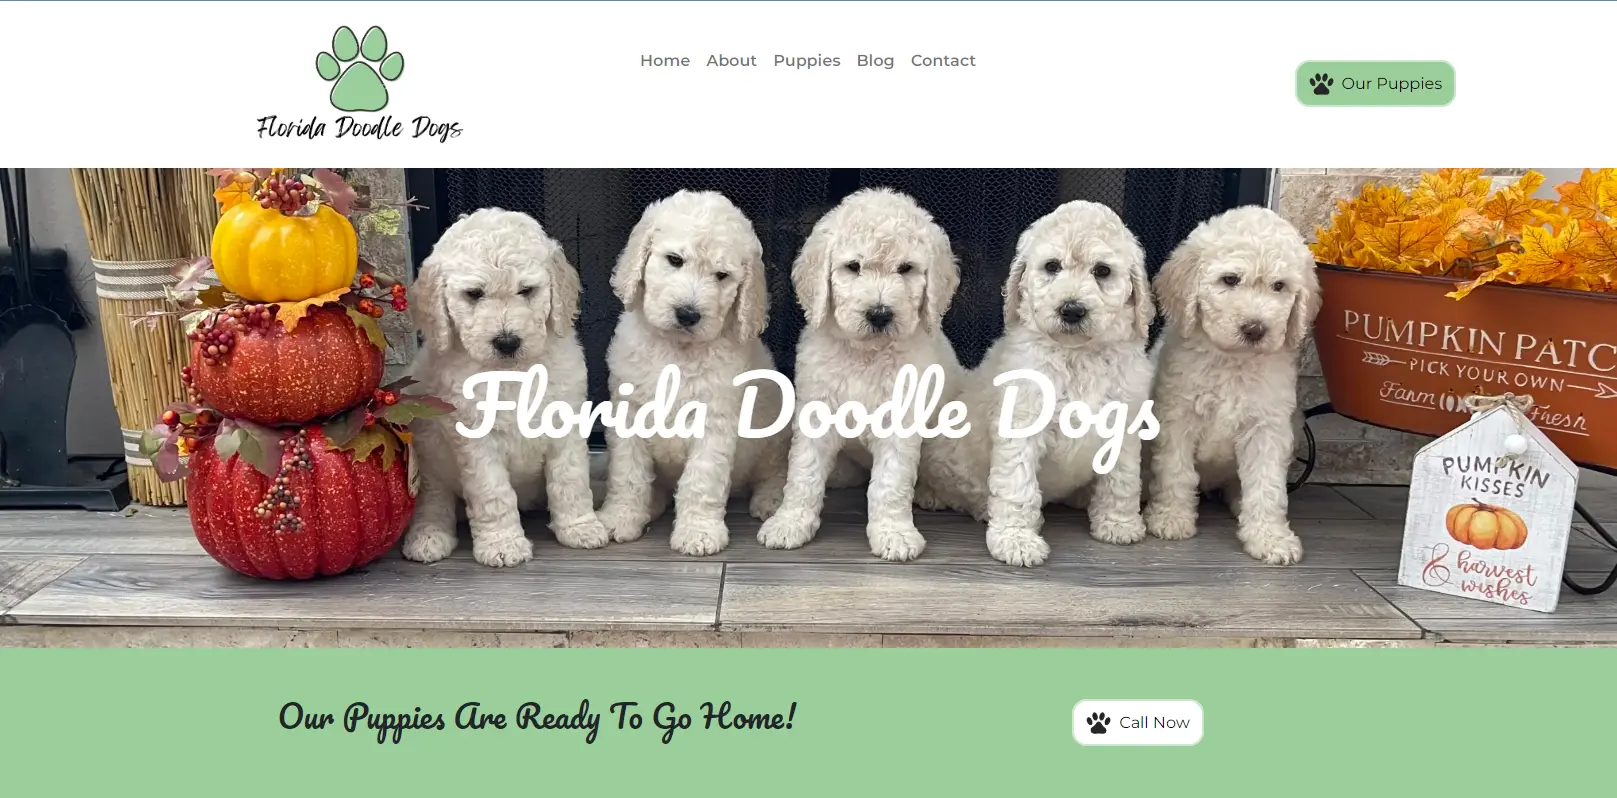 Florida Doodle Dogs
Home About Puppies Blog Contact
Our Puppies
PUMPKIN PATC
PICK YOUR OWN
Farm Fresh
Florida Doodle Dogs
PUMPKIN
KISSES
& harvest
wishes
Our Puppies Are Ready To Go Home!
Call Now